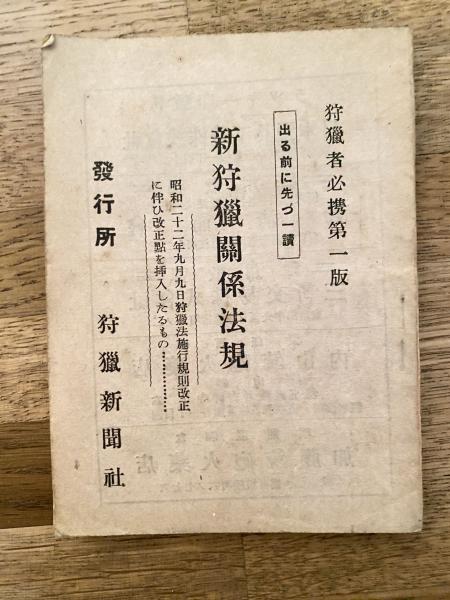 狩獵者必携第一版
出る前に先づ一讀
新狩獵關係法規
昭和二十二年九月九日狩獵法施行規則改正
に伴ひ改正點を挿入したるもの…………
發行所　狩獵新聞社